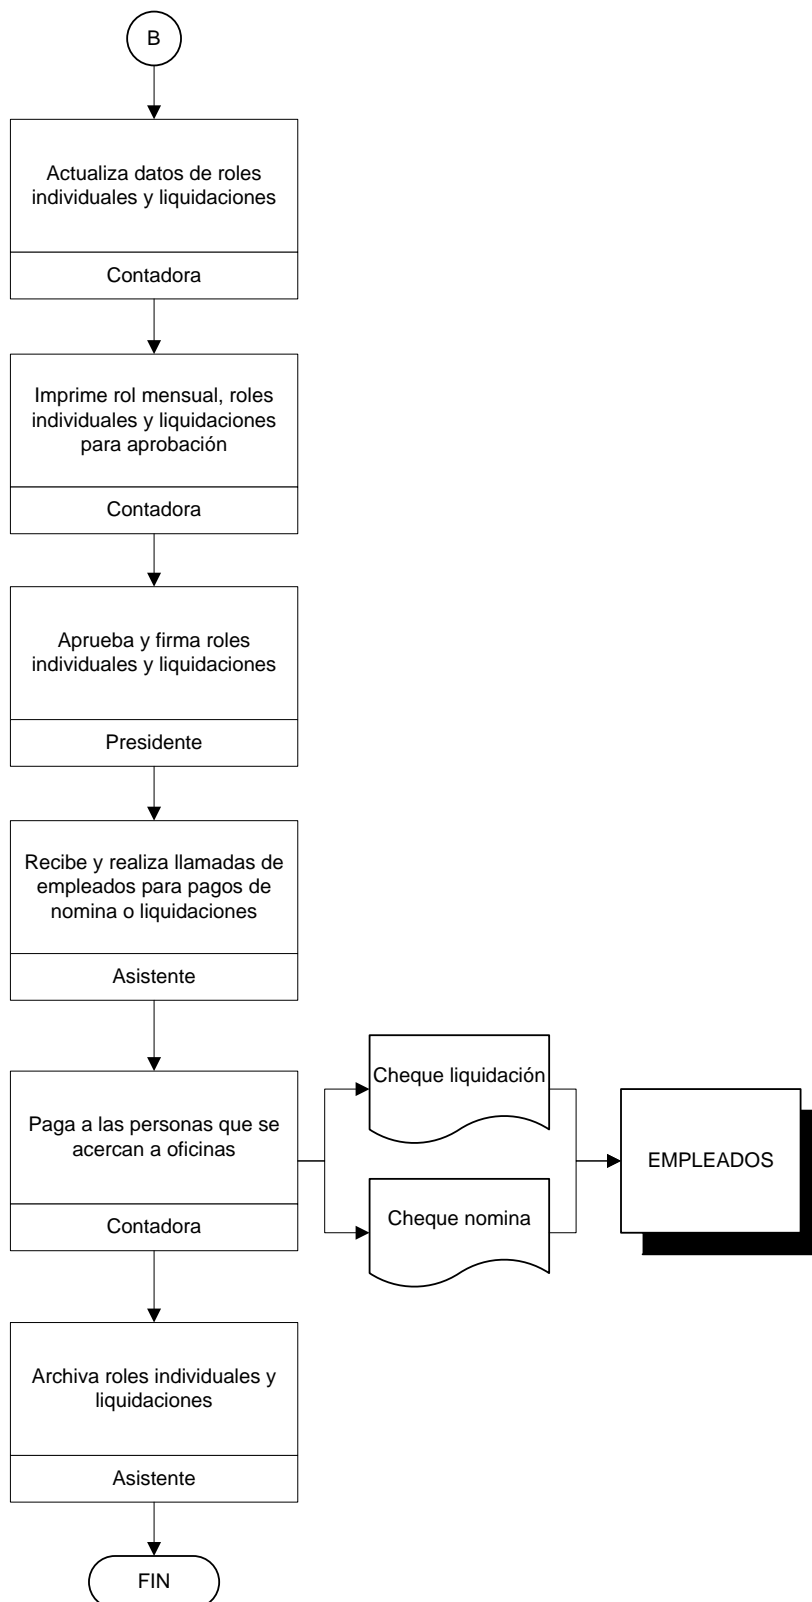 B
Actualiza datos de roles
individuales y liquidaciones
Contadora
Imprime rol mensual, roles
individuales y liquidaciones
para aprobación
Contadora
Aprueba y firma roles
individuales y liquidaciones
Presidente
Recibe y realiza llamadas de
empleados para pagos de
nomina o liquidaciones
Asistente
Paga a las personas que se
acercan a oficinas
Contadora
Cheque liquidación
Cheque nomina
EMPLEADOS
Archiva roles individuales y
liquidaciones
Asistente
FIN